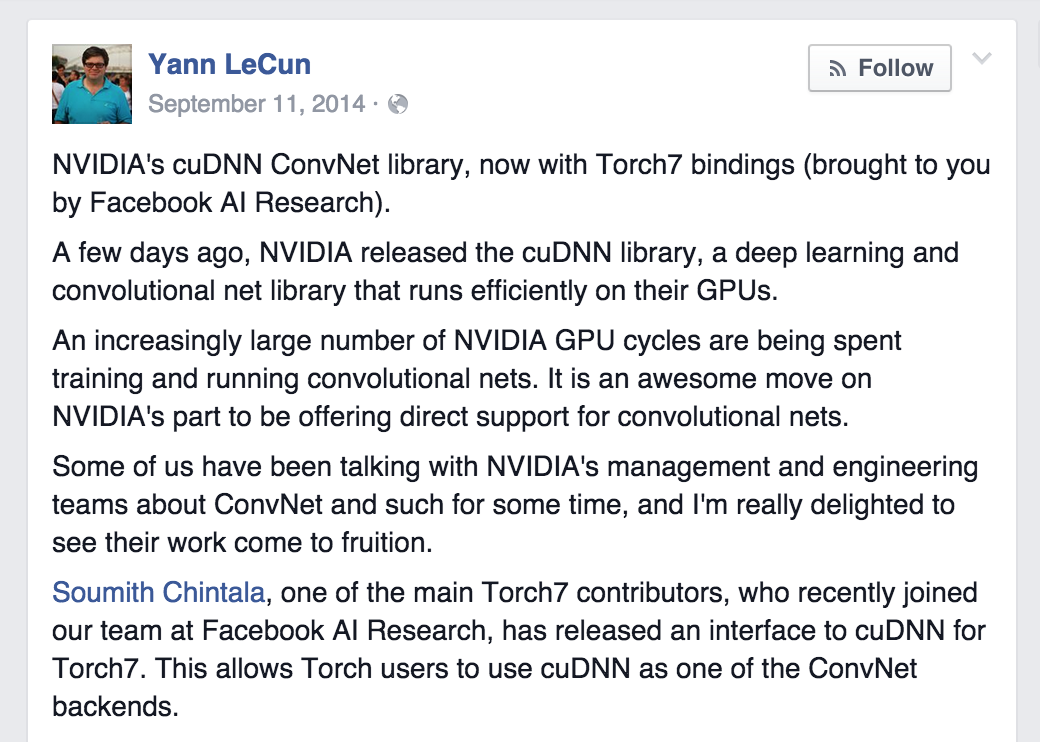 Yann LeCun
September 11, 2014 ·
Follow
NVIDIA's cuDNN ConvNet library, now with Torch7 bindings (brought to you
by Facebook AI Research).
A few days ago, NVIDIA released the cuDNN library, a deep learning and
convolutional net library that runs efficiently on their GPUs.
An increasingly large number of NVIDIA GPU cycles are being spent
training and running convolutional nets. It is an awesome move on
NVIDIA's part to be offering direct support for convolutional nets.
Some of us have been talking with NVIDIA's management and engineering
teams about ConvNet and such for some time, and I'm really delighted to
see their work come to fruition.
Soumith Chintala, one of the main Torch7 contributors, who recently joined
our team at Facebook AI Research, has released an interface to cuDNN for
Torch7. This allows Torch users to use cuDNN as one of the ConvNet
backends.